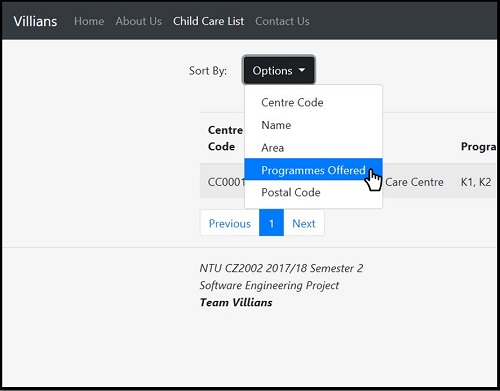 Villians Home About Us Child Care List Contact Us
Sort By: Options
Centre Code
Name
Area
Programmes Offered
Postal Code
Centre
Code Progra
CC0001 Care Centre K1, K2
Previous 1 Next
NTU CZ2002 2017/18 Semester 2
Software Engineering Project
Team Villians